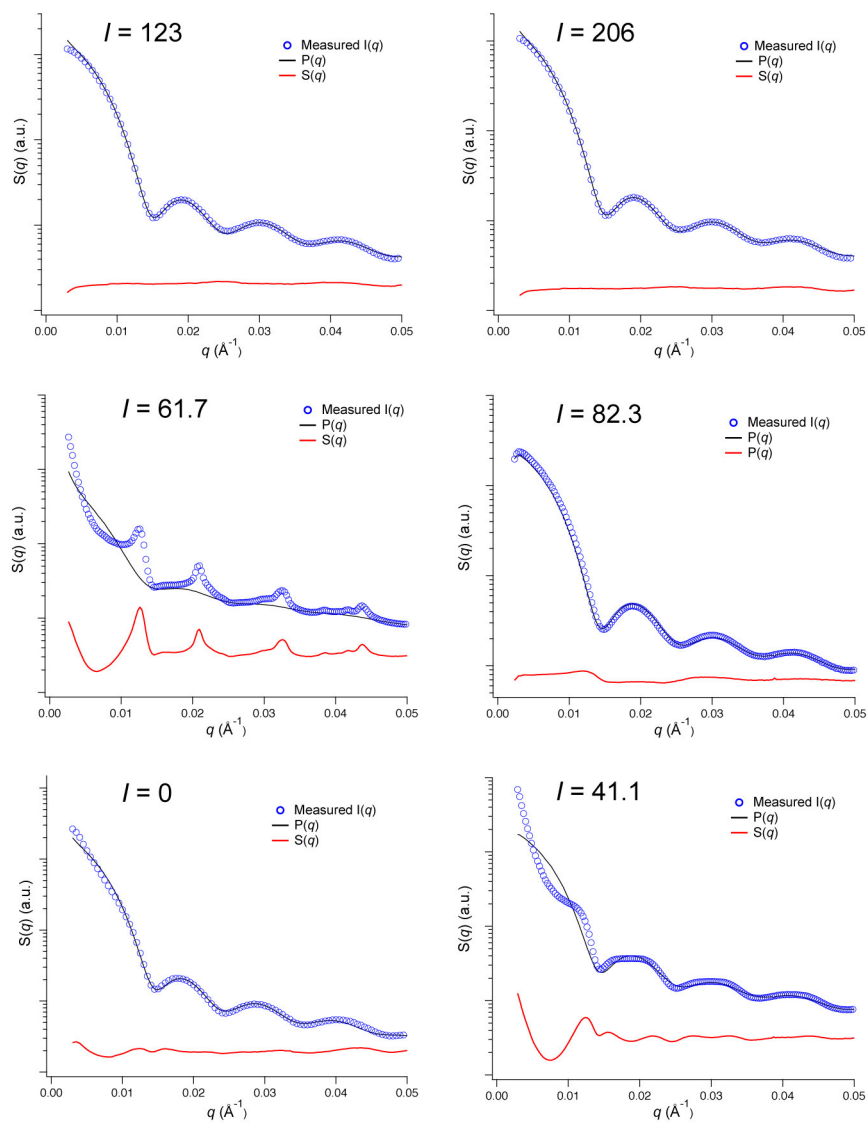 I = 123
Measured I(q)
P(q)
S(q)
S(q) (a.u.)
0.00 0.01 0.02 0.03 0.04 0.05
q (Å⁻¹)
I = 206
Measured I(q)
P(q)
S(q)
S(q) (a.u.)
0.00 0.01 0.02 0.03 0.04 0.05
q (Å⁻¹)
I = 61.7
Measured I(q)
P(q)
S(q)
S(q) (a.u.)
0.00 0.01 0.02 0.03 0.04 0.05
q (Å⁻¹)
I = 82.3
Measured I(q)
P(q)
P(q)
S(q) (a.u.)
0.00 0.01 0.02 0.03 0.04 0.05
q (Å⁻¹)
I = 0
Measured I(q)
P(q)
S(q)
S(q) (a.u.)
0.00 0.01 0.02 0.03 0.04 0.05
q (Å⁻¹)
I = 41.1
Measured I(q)
P(q)
S(q)
S(q) (a.u.)
0.00 0.01 0.02 0.03 0.04 0.05
q (Å⁻¹)